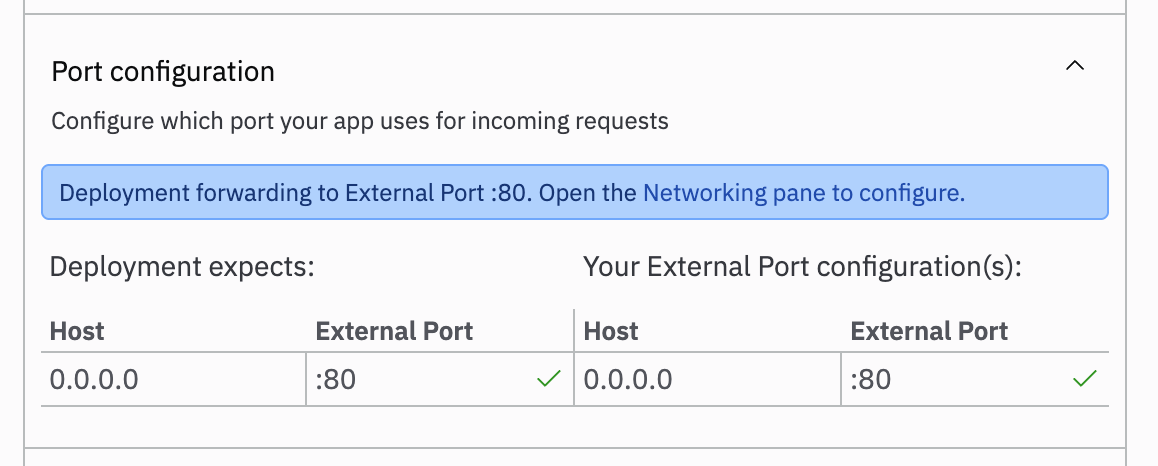 Port configuration
Configure which port your app uses for incoming requests
Deployment forwarding to External Port :80. Open the Networking pane to configure.
Deployment expects:
Your External Port configuration(s):
Host External Port Host External Port
0.0.0.0 :80 0.0.0.0 :80